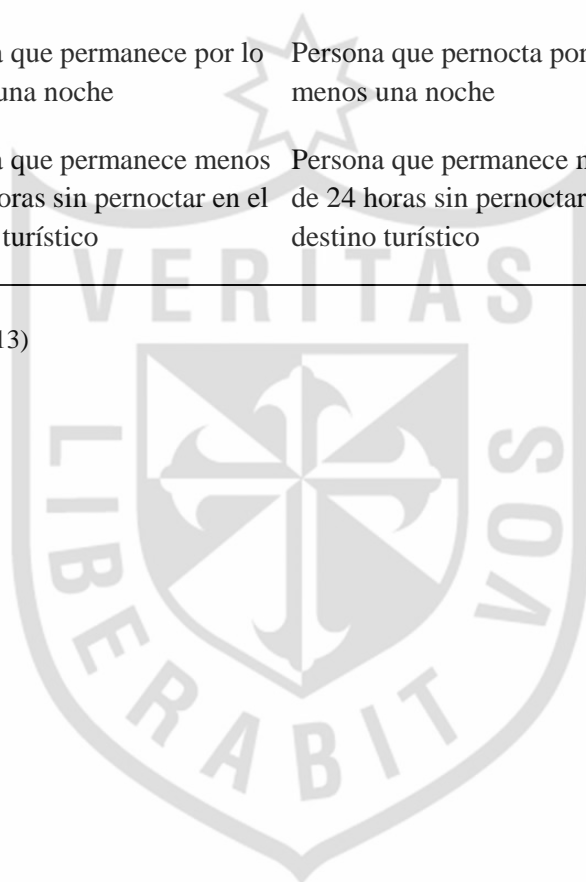 que permanece por lo Persona que pernocta por
una noche menos una noche
que permanece menos Persona que permanece
horas sin pernoctar en el de 24 horas sin pernoctar
turístico destino turístico
VERITAS
13)
LIBERABIT VOS